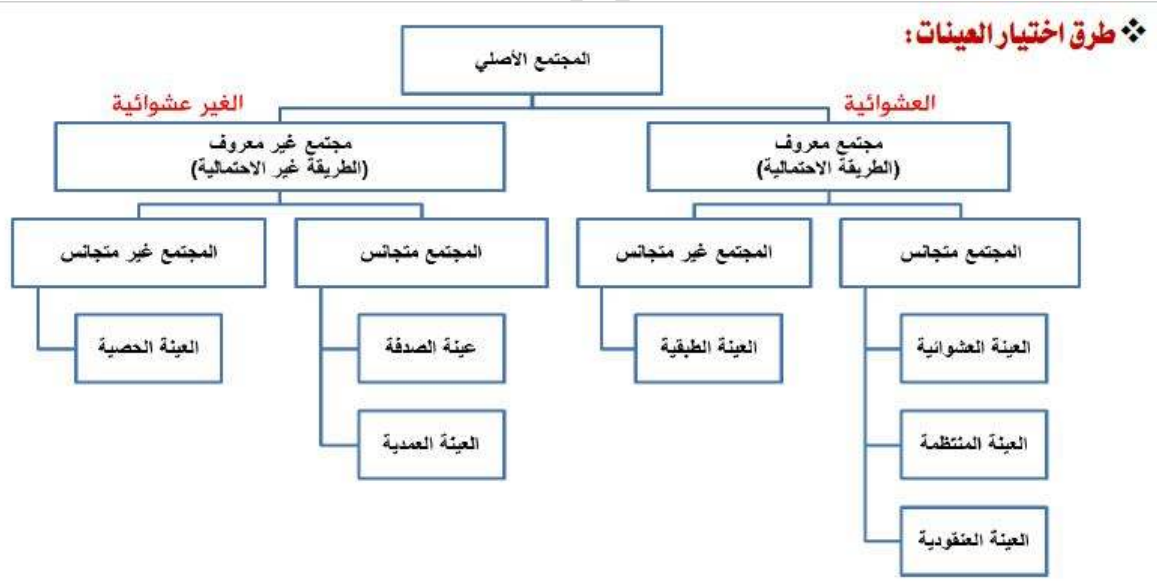 ❖ طرق اختيار العينات:
المجتمع الأصلي
العشوائية
الغير عشوائية
مجتمع معروف
(الطريقة الاحتمالية)
مجتمع غير معروف
(الطريقة غير الاحتمالية)
المجتمع متجانس
المجتمع غير متجانس
المجتمع متجانس
المجتمع غير متجانس
العينة العشوائية
العينة الطبقية
عينة الصدفة
العينة الحصية
العينة المنتظمة
العينة العمدية
العينة العنقودية